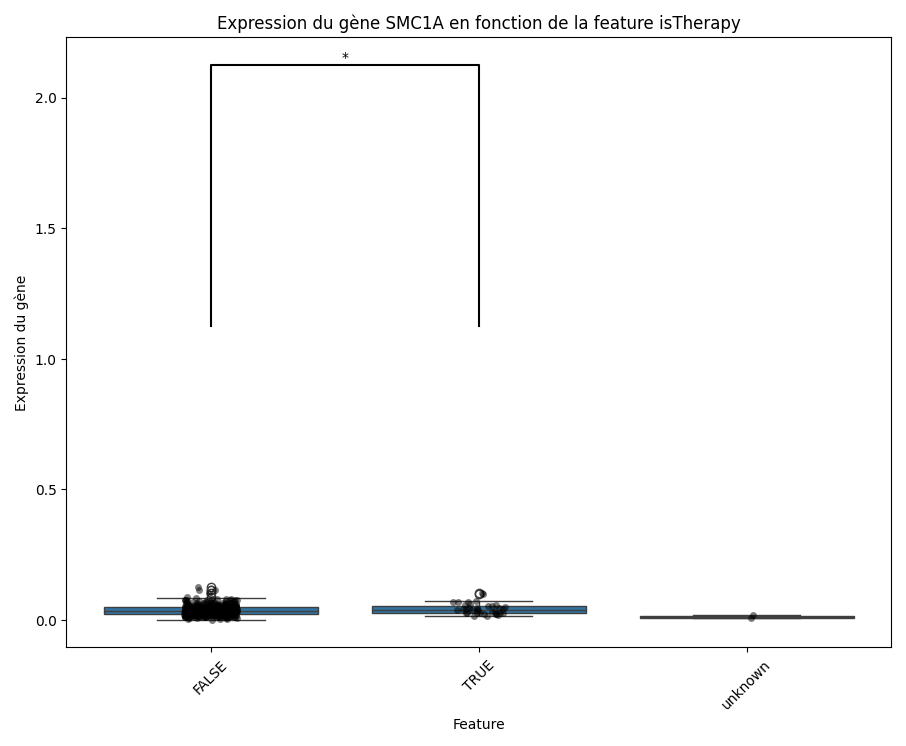 Expression du gène SMC1A en fonction de la feature isTherapy
*
2.0
1.5
1.0
0.5
0.0
Expression du gène
FALSE
TRUE
unknown
Feature